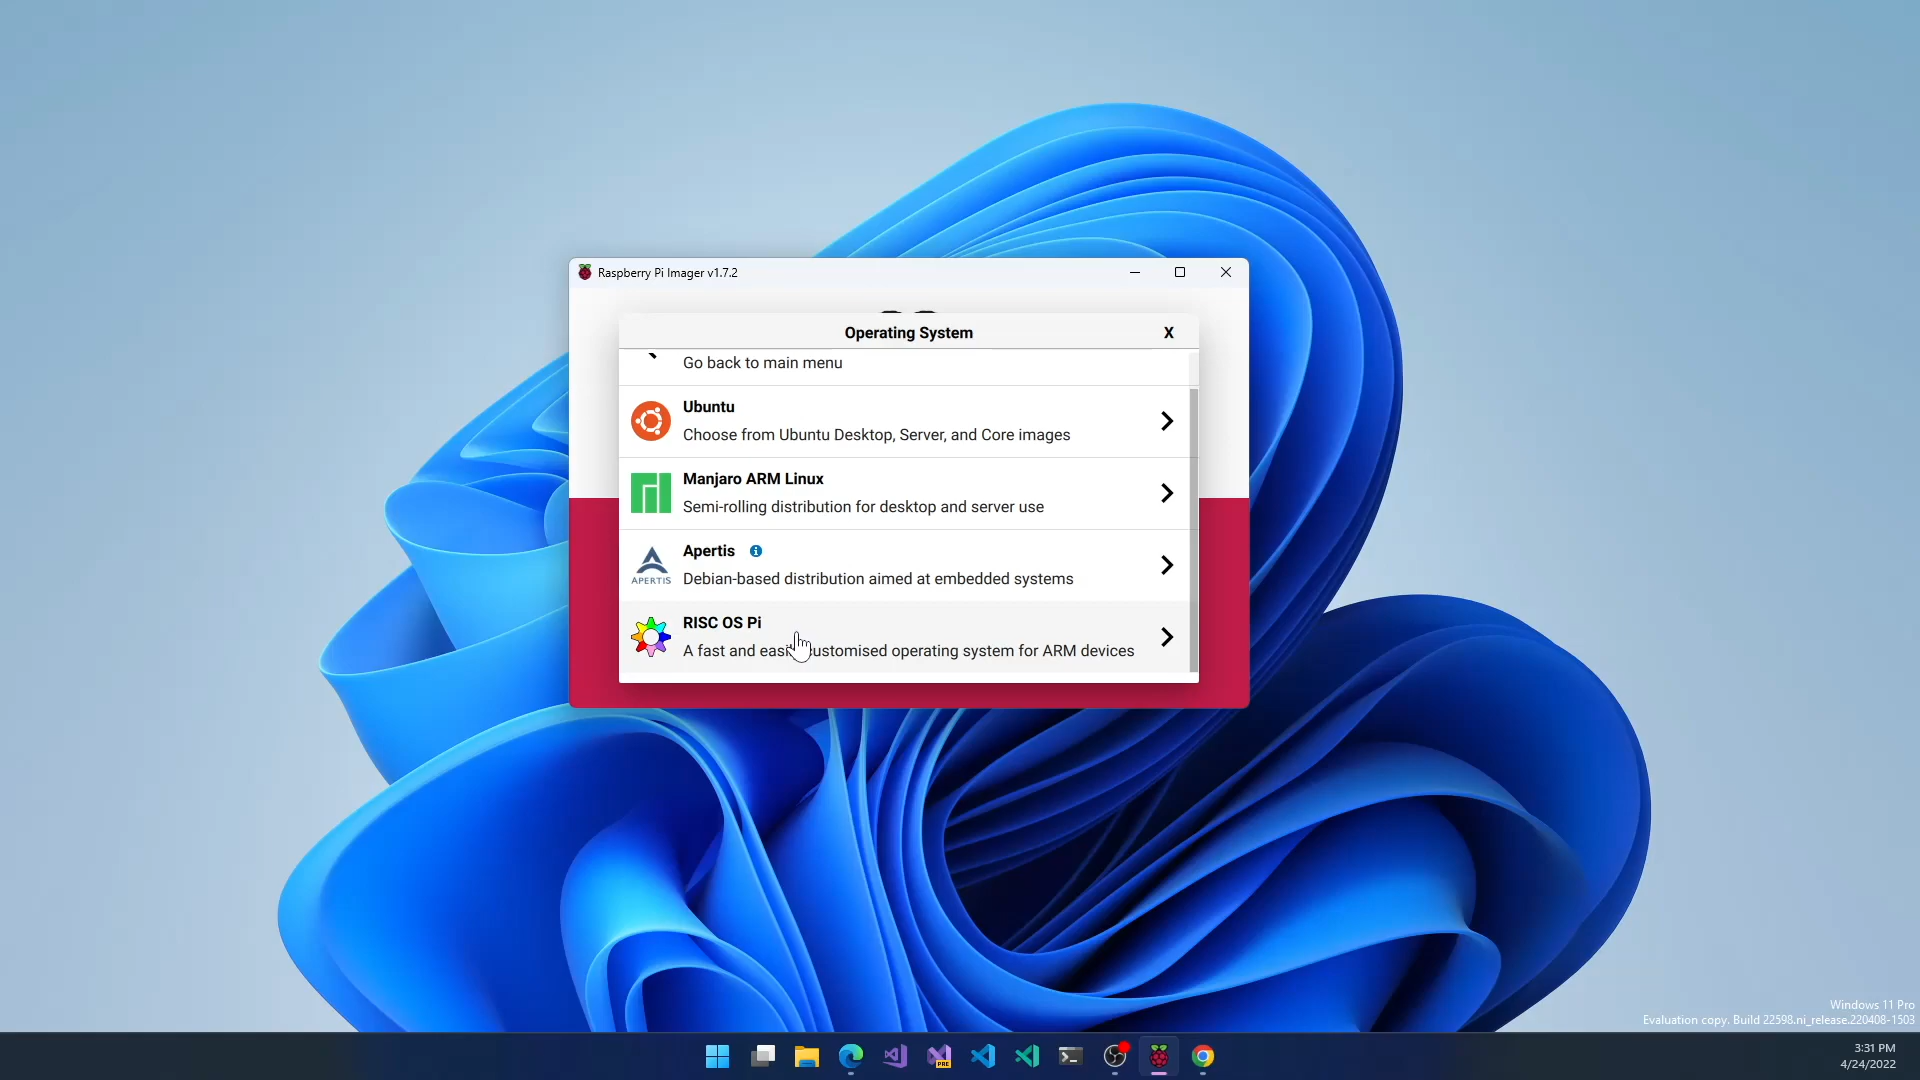 Raspberry Pi Imager v1.7.2
Operating System
X
Go back to main menu
Ubuntu
Choose from Ubuntu Desktop, Server, and Core images
Manjaro ARM Linux
Semi-rolling distribution for desktop and server use
APERTIS
Apertis
Debian-based distribution aimed at embedded systems
RISC OS Pi
A fast and customised operating system for ARM devices
Windows 11 Pro
Evaluation copy. Build 22598.ni_release.220408-1503
PRE
3:31 PM
4/24/2022